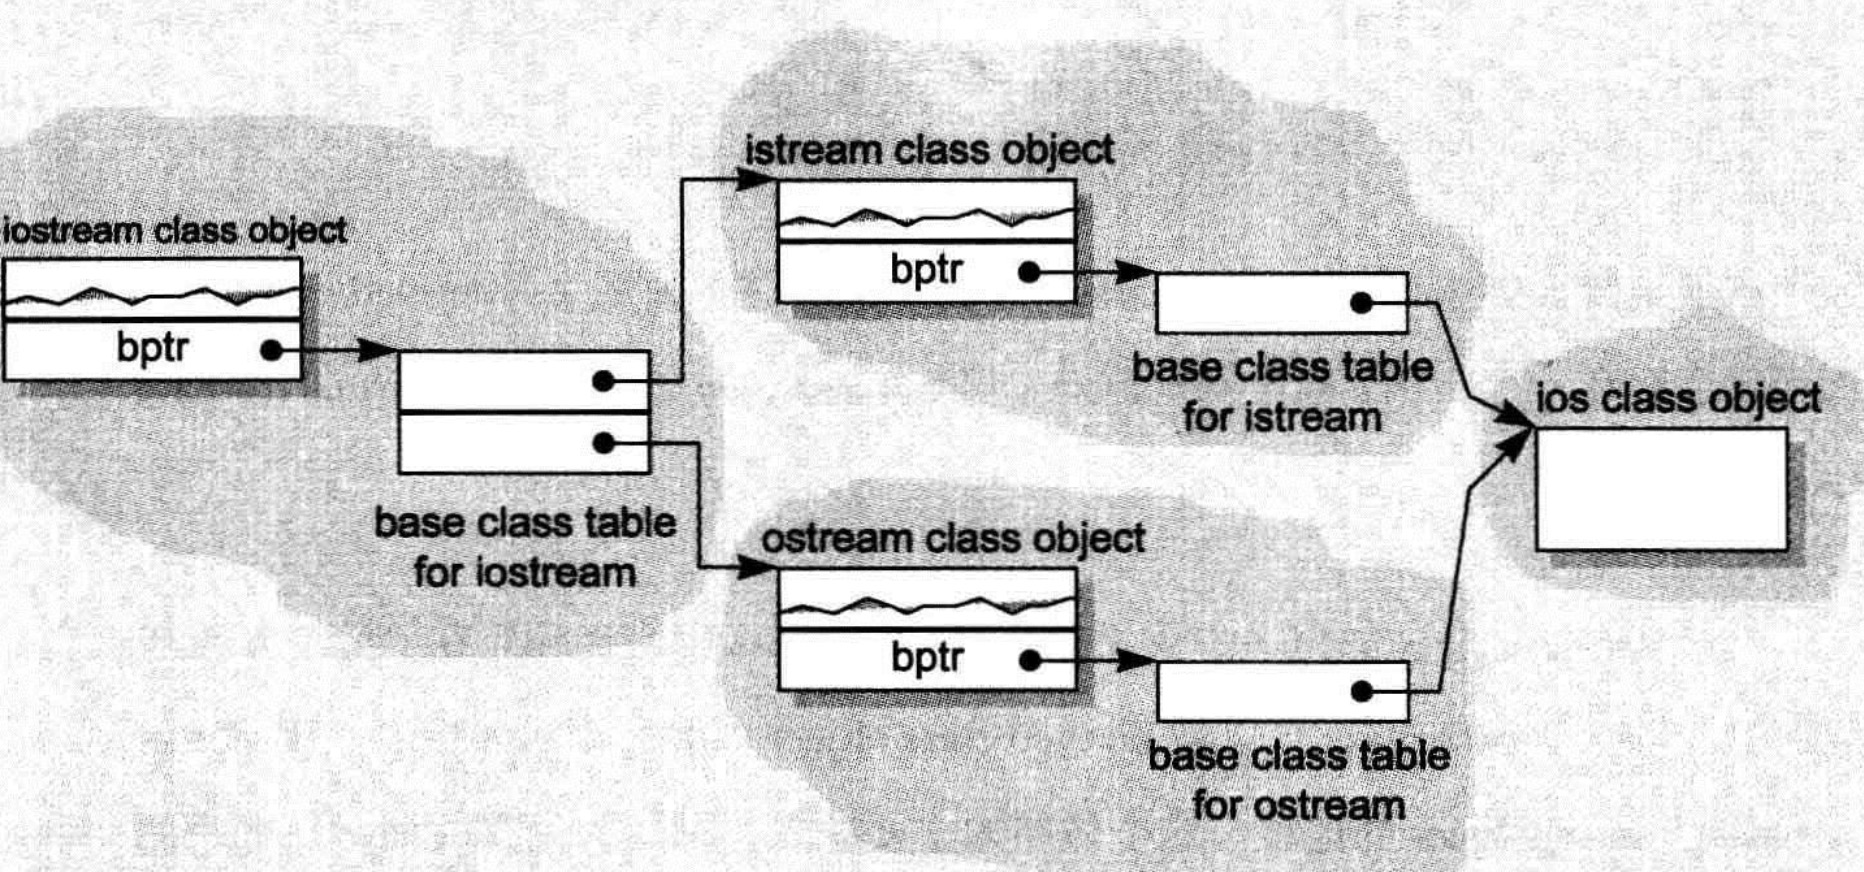 iostream class object
bptr
base class table
for iostream
istream class object
bptr
base class table
for istream
ostream class object
bptr
base class table
for ostream
ios class object